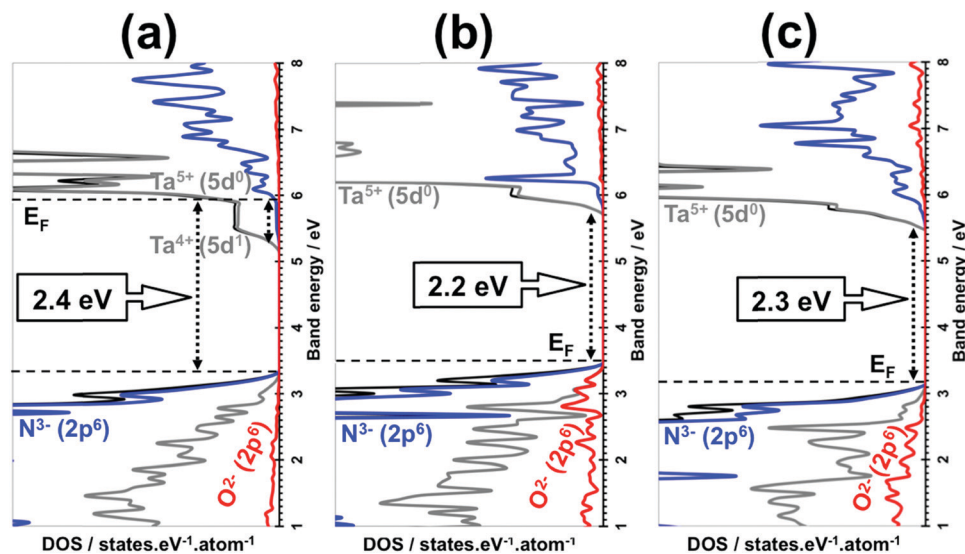 (a)
8
7
6
5
4
3
2
1
Band energy / eV
Ta⁵⁺ (5d⁰)
E_F
Ta⁴⁺ (5d¹)
2.4 eV
N³⁻ (2p⁶)
O²⁻ (2p⁶)
DOS / states.eV⁻¹.atom⁻¹
(b)
8
7
6
5
4
3
2
1
Band energy / eV
Ta⁵⁺ (5d⁰)
2.2 eV
E_F
N³⁻ (2p⁶)
O²⁻ (2p⁶)
DOS / states.eV⁻¹.atom⁻¹
(c)
8
7
6
5
4
3
2
1
Band energy / eV
Ta⁵⁺ (5d⁰)
2.3 eV
E_F
N³⁻ (2p⁶)
O²⁻ (2p⁶)
DOS / states.eV⁻¹.atom⁻¹